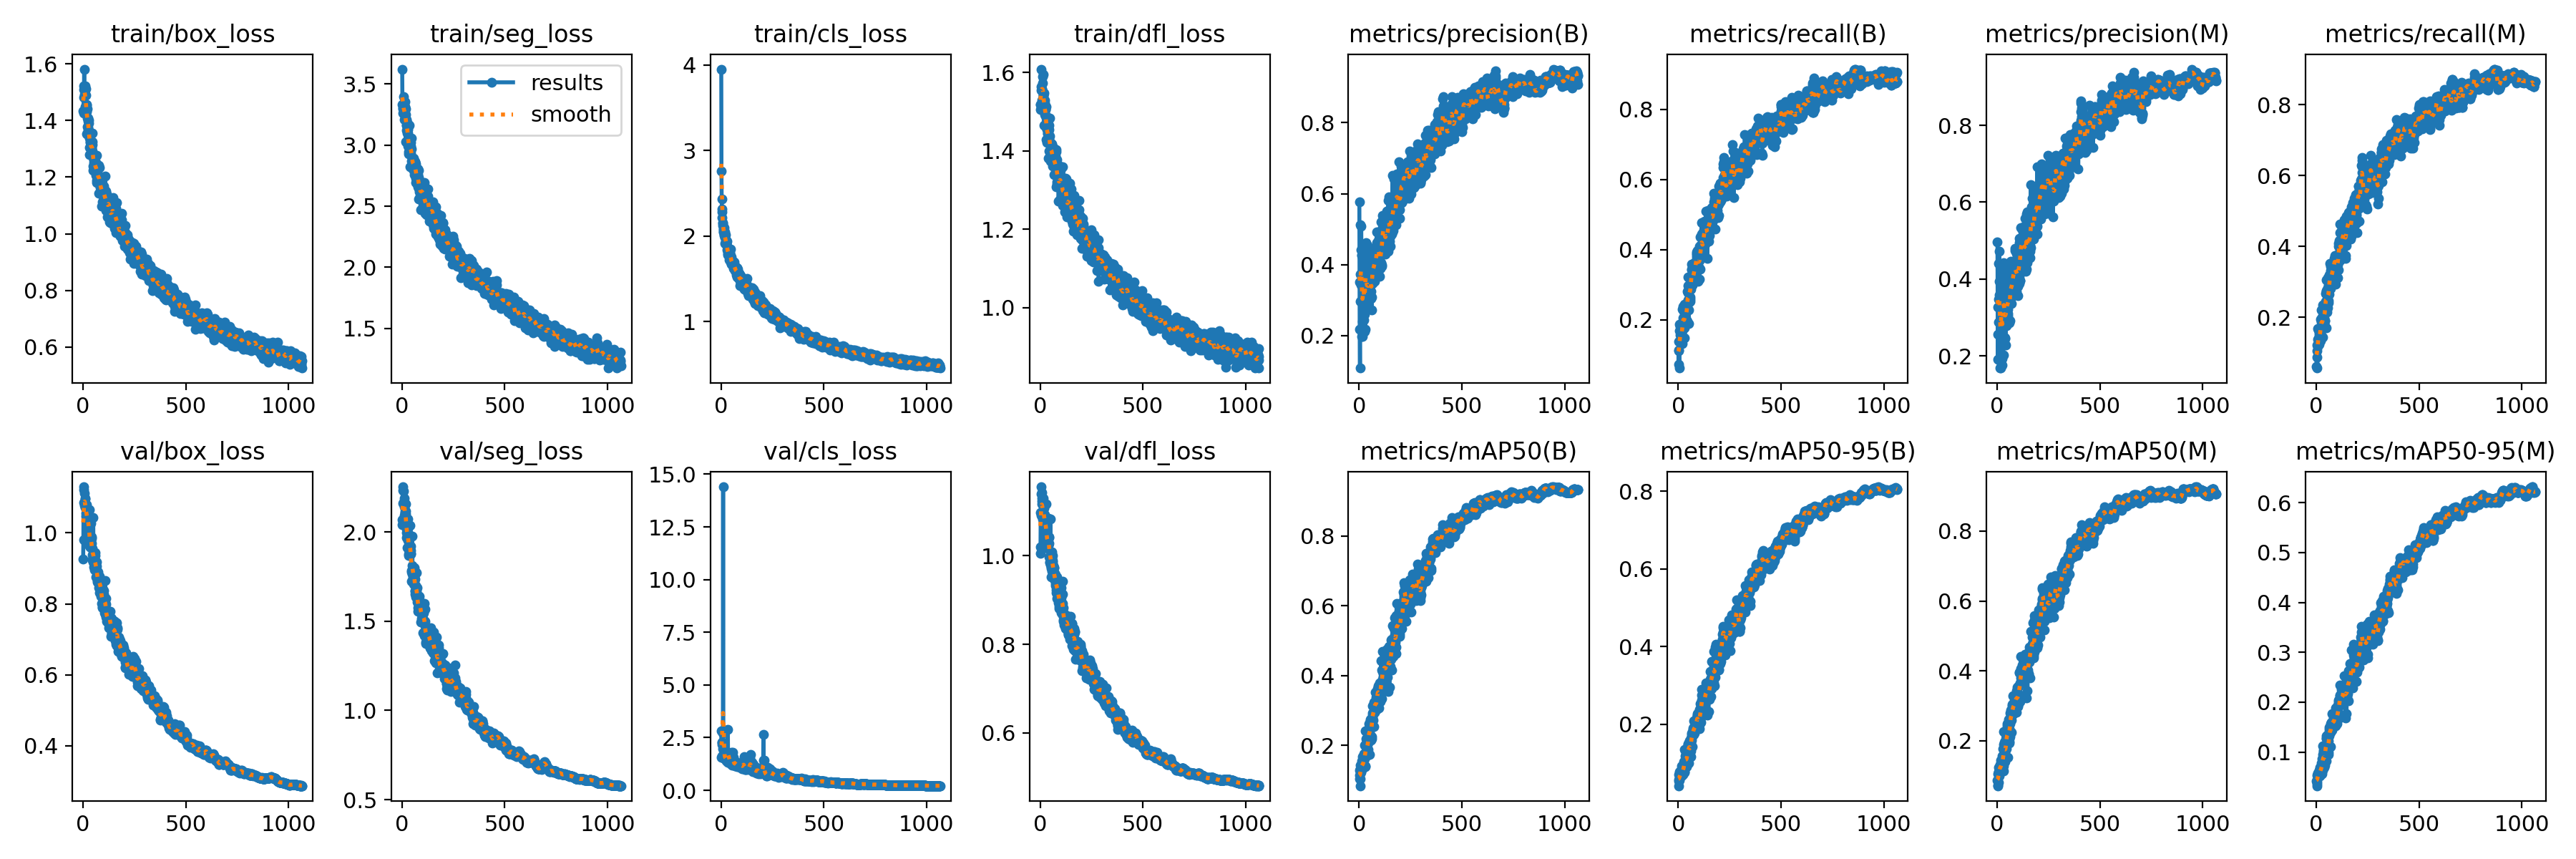 train/box_loss
1.6
1.4
1.2
1.0
0.8
0.6
0 500 1000
train/seg_loss
results
smooth
3.5
3.0
2.5
2.0
1.5
0 500 1000
train/cls_loss
4
3
2
1
0 500 1000
train/dfl_loss
1.6
1.4
1.2
1.0
0 500 1000
metrics/precision(B)
0.8
0.6
0.4
0.2
0 500 1000
metrics/recall(B)
0.8
0.6
0.4
0.2
0 500 1000
metrics/precision(M)
0.8
0.6
0.4
0.2
0 500 1000
metrics/recall(M)
0.8
0.6
0.4
0.2
0 500 1000
val/box_loss
1.0
0.8
0.6
0.4
0 500 1000
val/seg_loss
2.0
1.5
1.0
0.5
0 500 1000
val/cls_loss
15.0
12.5
10.0
7.5
5.0
2.5
0.0
0 500 1000
val/dfl_loss
1.0
0.8
0.6
0 500 1000
metrics/mAP50(B)
0.8
0.6
0.4
0.2
0 500 1000
metrics/mAP50-95(B)
0.8
0.6
0.4
0.2
0 500 1000
metrics/mAP50(M)
0.8
0.6
0.4
0.2
0 500 1000
metrics/mAP50-95(M)
0.6
0.5
0.4
0.3
0.2
0.1
0 500 1000